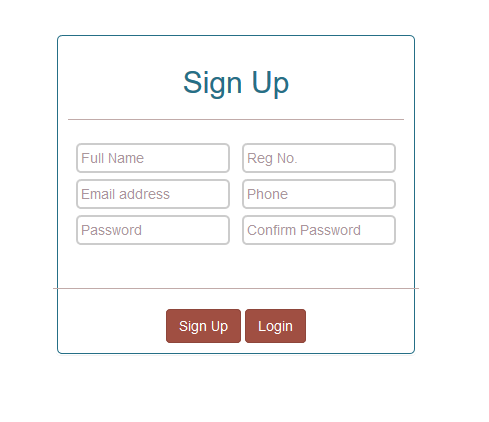 Sign Up
Full Name Reg No.
Email address Phone
Password Confirm Password
Sign Up Login